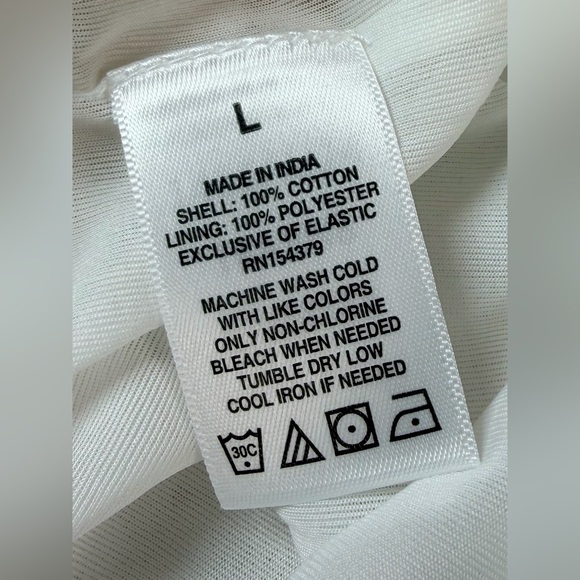 L
MADE IN INDIA
SHELL: 100% COTTON
LINING: 100% POLYESTER
EXCLUSIVE OF ELASTIC
RN154379
MACHINE WASH COLD
WITH LIKE COLORS
ONLY NON-CHLORINE
BLEACH WHEN NEEDED
TUMBLE DRY LOW
COOL IRON IF NEEDED
30C